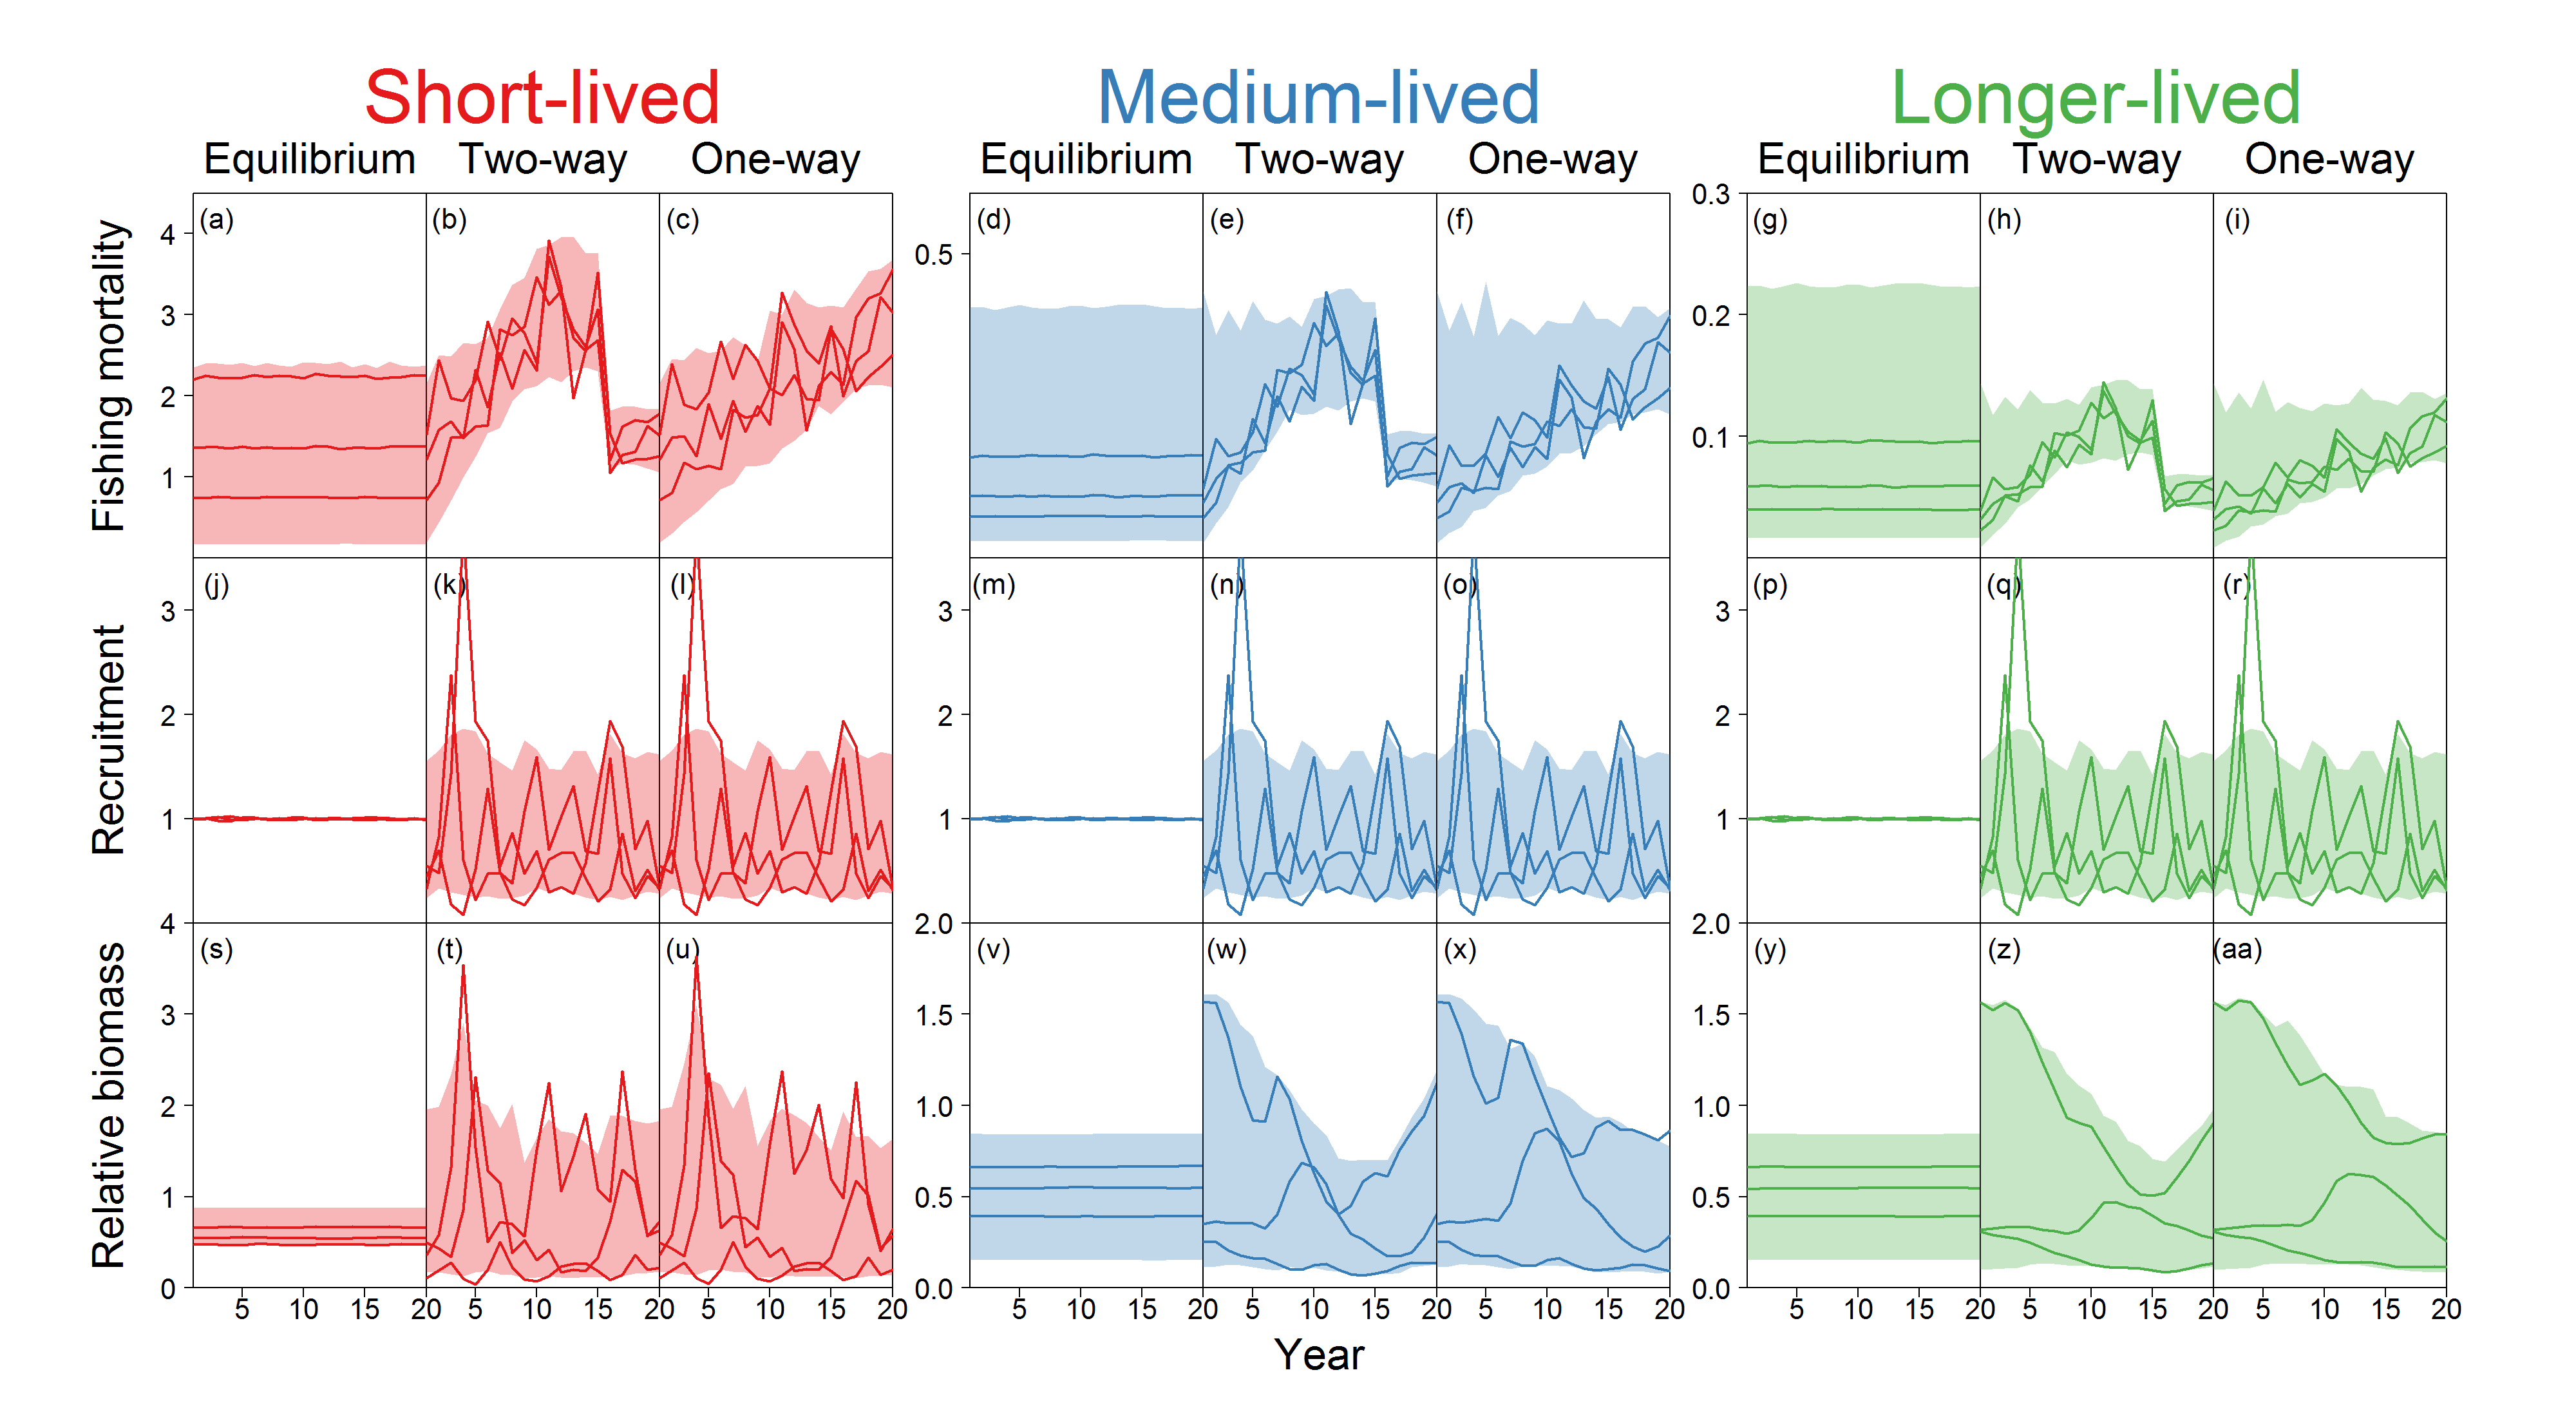 Short-lived Medium-lived Longer-lived
Equilibrium Two-way One-way Equilibrium Two-way One-way Equilibrium Two-way One-way
Fishing mortality
4
3
2
1
(a) (b) (c)
0.5
(d) (e) (f)
0.3
0.2
0.1
(g) (h) (i)
Recruitment
3
2
1
(j) (k) (l)
3
2
1
(m) (n) (o)
3
2
1
(p) (q) (r)
Relative biomass
4
3
2
1
0
(s) (t) (u)
2.0
1.5
1.0
0.5
0.0
(v) (w) (x)
2.0
1.5
1.0
0.5
0.0
(y) (z) (aa)
5 10 15 20 5 10 15 20 5 10 15 20 5 10 15 20 5 10 15 20 5 10 15 20 5 10 15 20 5 10 15 20 5 10 15 20
Year